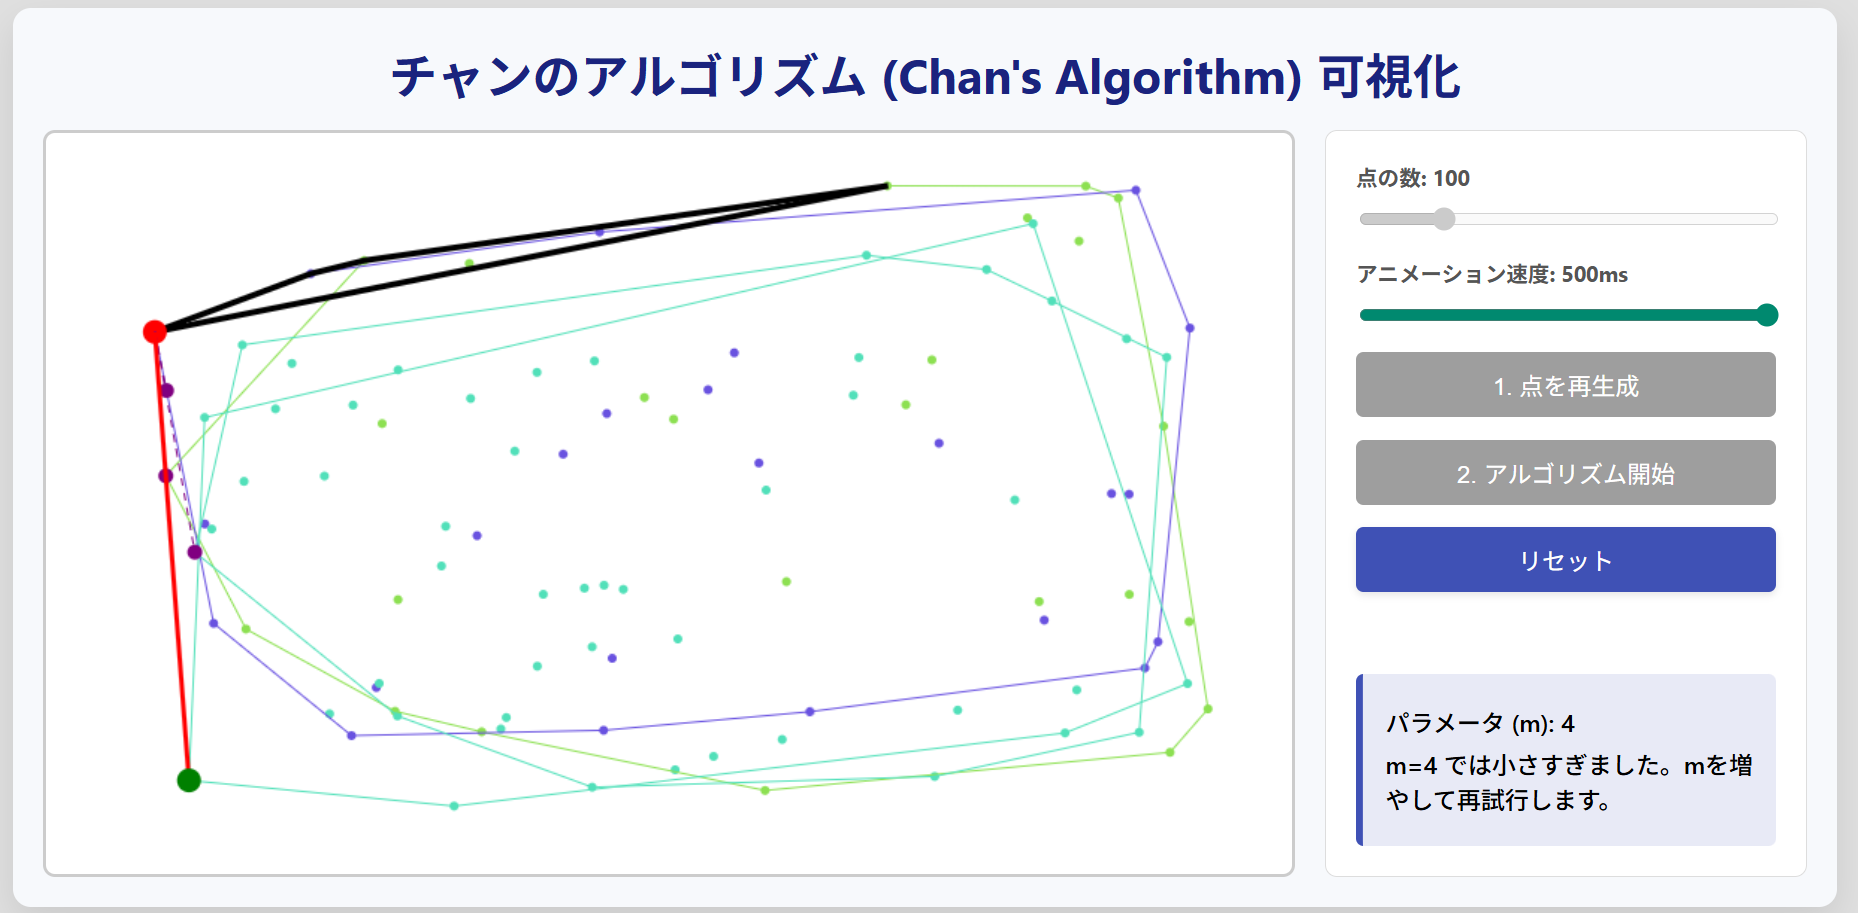 チャンのアルゴリズム (Chan's Algorithm) 可視化
点の数: 100
アニメーション速度: 500ms
1. 点を再生成
2. アルゴリズム開始
リセット
パラメータ (m): 4
m=4 では小さすぎました。mを増
やして再試行します。